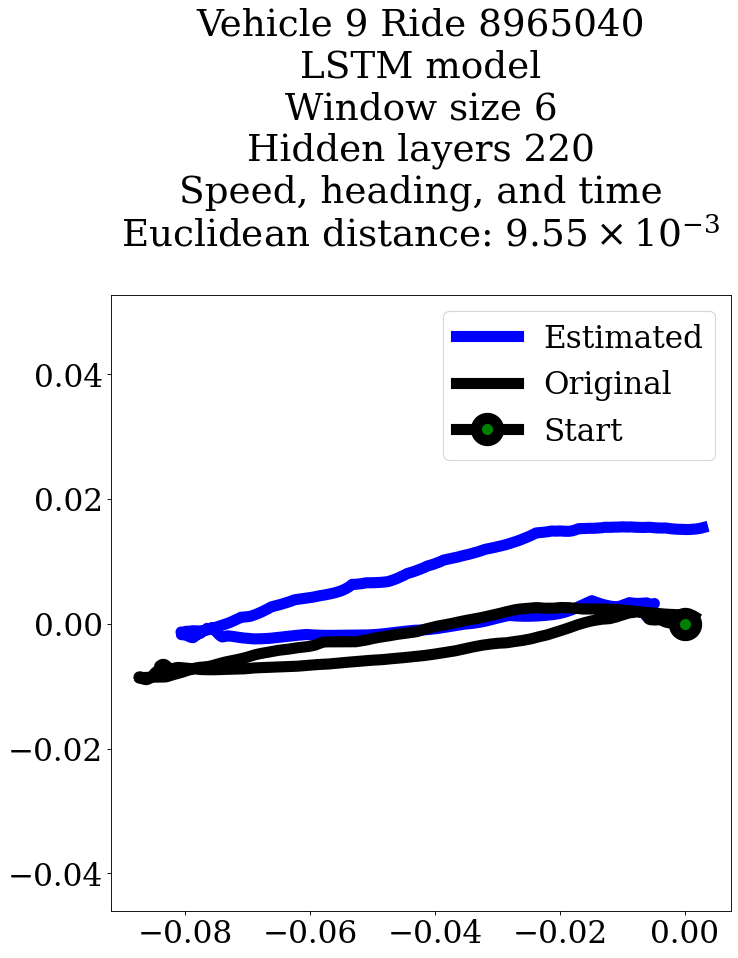 Vehicle 9 Ride 8965040
LSTM model
Window size 6
Hidden layers 220
Speed, heading, and time
Euclidean distance: 9.55 × 10⁻³
Estimated
Original
Start
0.04
0.02
0.00
−0.02
−0.04
−0.08 −0.06 −0.04 −0.02 0.00